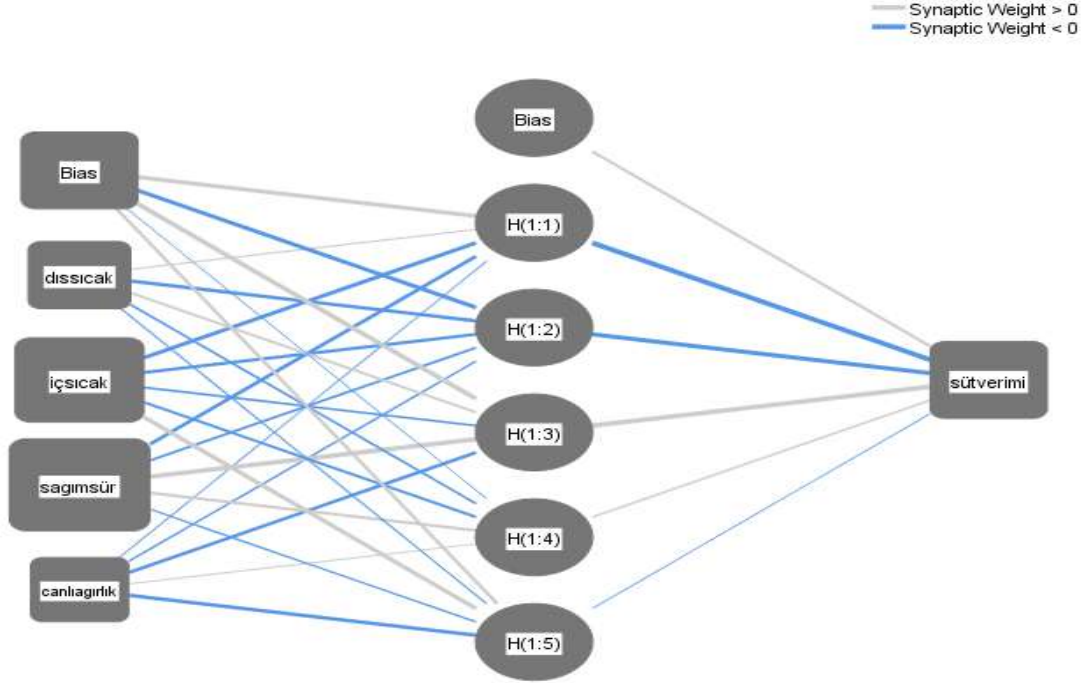 Synaptic Weight > 0
Synaptic Weight < 0
Bias
dıssıcak
içsıcak
sagımsür
canlıagırlık
Bias
H(1:1)
H(1:2)
H(1:3)
H(1:4)
H(1:5)
sütverimi